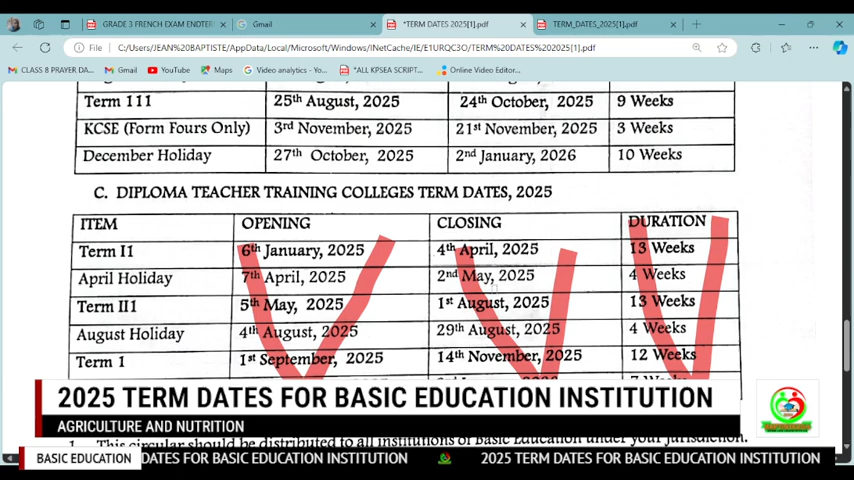 GRADE 3 FRENCH EXAM ENDTER
Gmail
*TERM DATES 2025[1].pdf
TERM_DATES_2025[1].pdf
File C:/Users/JEAN%20BAPTISTE/AppData/Local/Microsoft/Windows/INetCache/IE/E1URQC3O/TERM%20DATES%202025[1].pdf
CLASS 8 PRAYER DA... Gmail YouTube Maps Video analytics - Yo... *ALL KPSEA SCRIPT... Online Video Editor...
Term 111 25th August, 2025 24th October, 2025 9 Weeks
KCSE (Form Fours Only) 3rd November, 2025 21st November, 2025 3 Weeks
December Holiday 27th October, 2025 2nd January, 2026 10 Weeks
C. DIPLOMA TEACHER TRAINING COLLEGES TERM DATES, 2025
ITEM OPENING CLOSING DURATION
Term I1 6th January, 2025 4th April, 2025 13 Weeks
April Holiday 7th April, 2025 2nd May, 2025 4 Weeks
Term II1 5th May, 2025 1st August, 2025 13 Weeks
August Holiday 4th August, 2025 29th August, 2025 4 Weeks
Term 1 1st September, 2025 14th November, 2025 12 Weeks
2025 TERM DATES FOR BASIC EDUCATION INSTITUTION
AGRICULTURE AND NUTRITION
1. This circular should be distributed to all institutions of Basic Education under your jurisdiction.
BASIC EDUCATION DATES FOR BASIC EDUCATION INSTITUTION 2025 TERM DATES FOR BASIC EDUCATION INSTITUTION